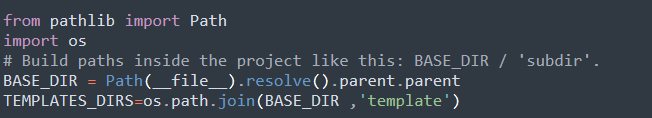 from pathlib import Path
import os
# Build paths inside the project like this: BASE_DIR / 'subdir'.
BASE_DIR = Path(__file__).resolve().parent.parent
TEMPLATES_DIRS=os.path.join(BASE_DIR ,'template')